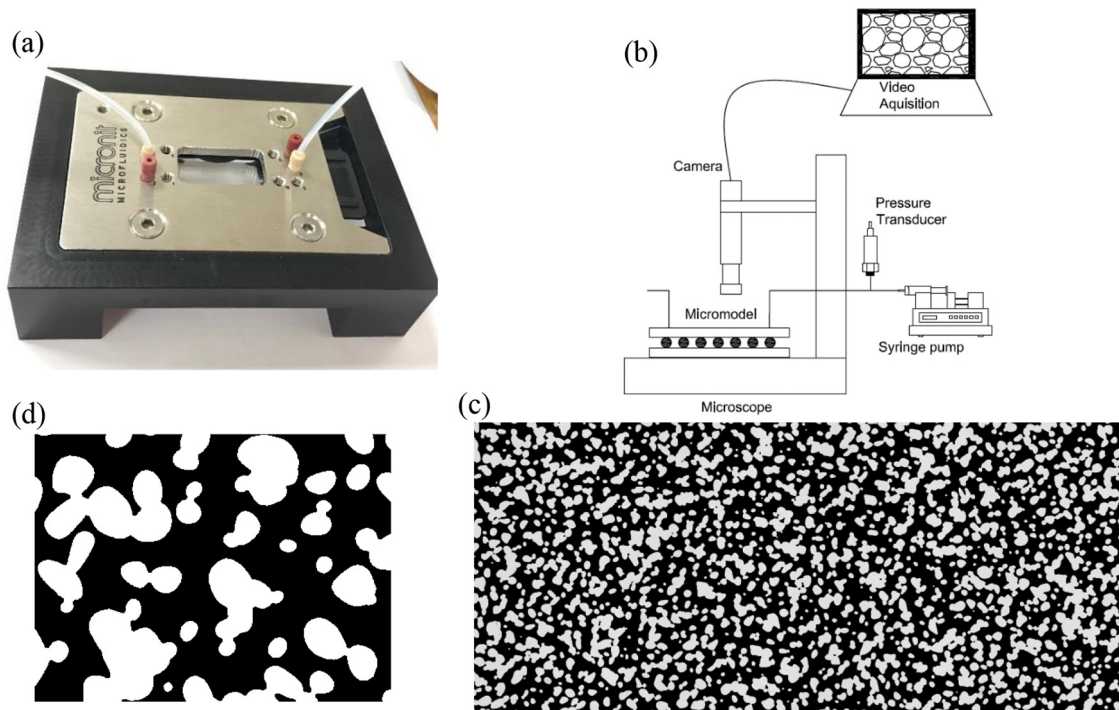 (a)
micronit
MICROFLUIDICS
(b)
Video
Aquisition
Camera
Pressure
Transducer
Micromodel
Syringe pump
Microscope
(d)
(c)